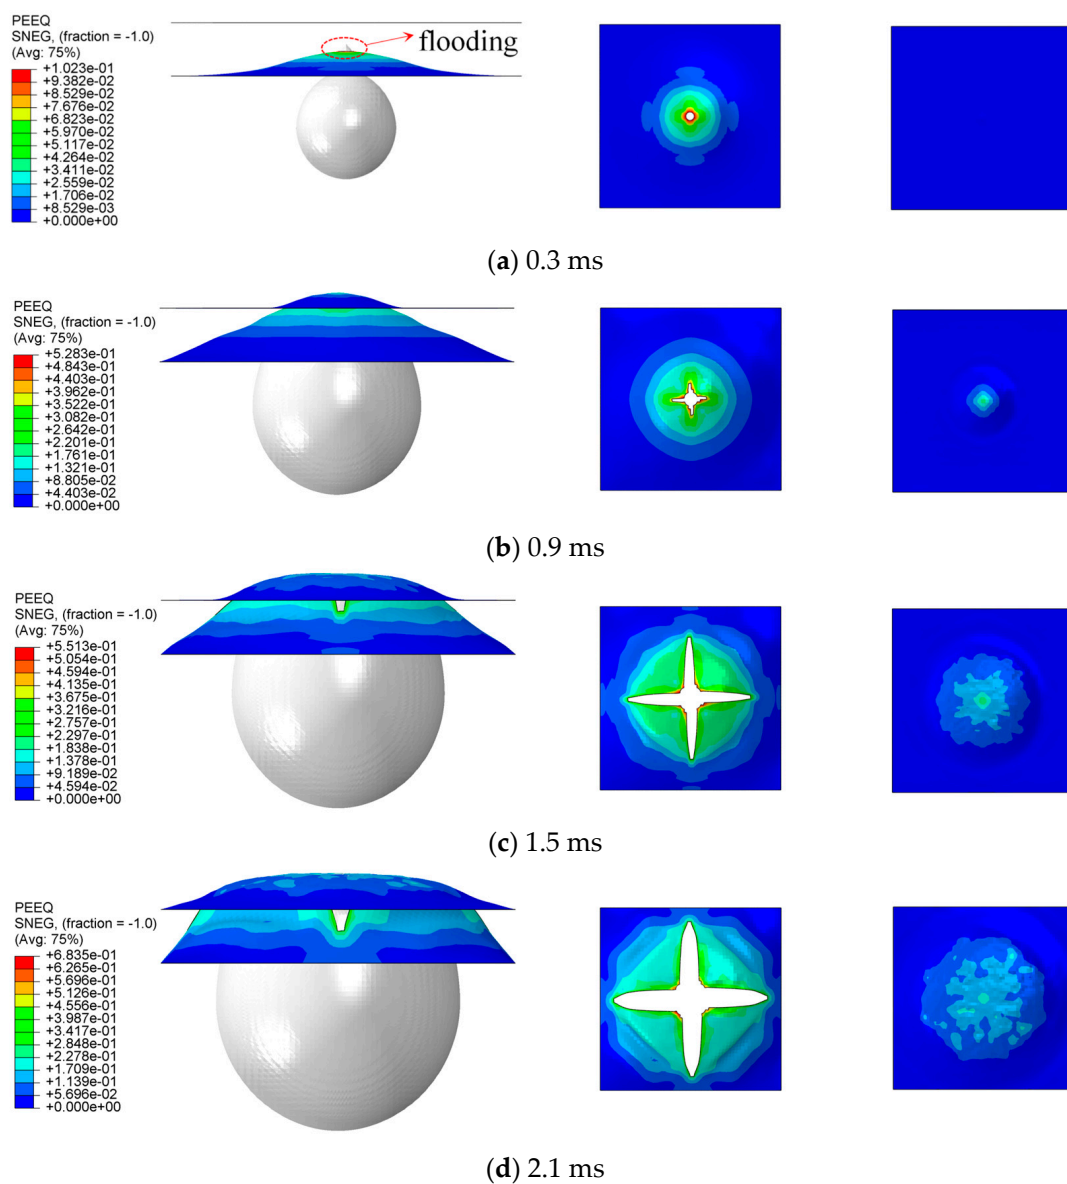 PEEQ
SNEG, (fraction = -1.0)
(Avg: 75%)
+1.023e-01
+9.382e-02
+8.529e-02
+7.676e-02
+6.823e-02
+5.970e-02
+5.117e-02
+4.264e-02
+3.411e-02
+2.559e-02
+1.706e-02
+8.529e-03
+0.000e+00
flooding
(a) 0.3 ms
PEEQ
SNEG, (fraction = -1.0)
(Avg: 75%)
+5.283e-01
+4.843e-01
+4.403e-01
+3.962e-01
+3.522e-01
+3.082e-01
+2.642e-01
+2.201e-01
+1.761e-01
+1.321e-01
+8.805e-02
+4.403e-02
+0.000e+00
(b) 0.9 ms
PEEQ
SNEG, (fraction = -1.0)
(Avg: 75%)
+5.513e-01
+5.054e-01
+4.594e-01
+4.135e-01
+3.675e-01
+3.216e-01
+2.757e-01
+2.297e-01
+1.838e-01
+1.378e-01
+9.189e-02
+4.594e-02
+0.000e+00
(c) 1.5 ms
PEEQ
SNEG, (fraction = -1.0)
(Avg: 75%)
+6.835e-01
+6.265e-01
+5.696e-01
+5.126e-01
+4.556e-01
+3.987e-01
+3.417e-01
+2.848e-01
+2.278e-01
+1.709e-01
+1.139e-01
+5.696e-02
+0.000e+00
(d) 2.1 ms